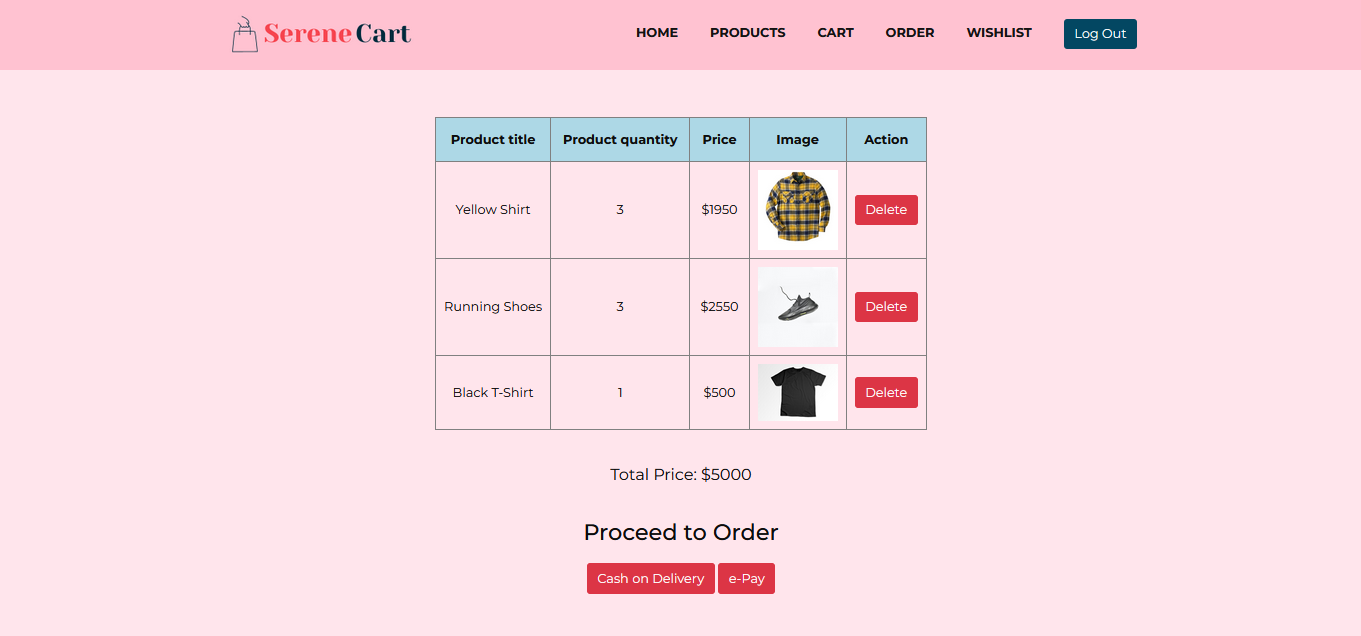 Serene Cart
HOME PRODUCTS CART ORDER WISHLIST Log Out
Product title Product quantity Price Image Action
Yellow Shirt 3 $1950 Delete
Running Shoes 3 $2550 Delete
Black T-Shirt 1 $500 Delete
Total Price: $5000
Proceed to Order
Cash on Delivery e-Pay